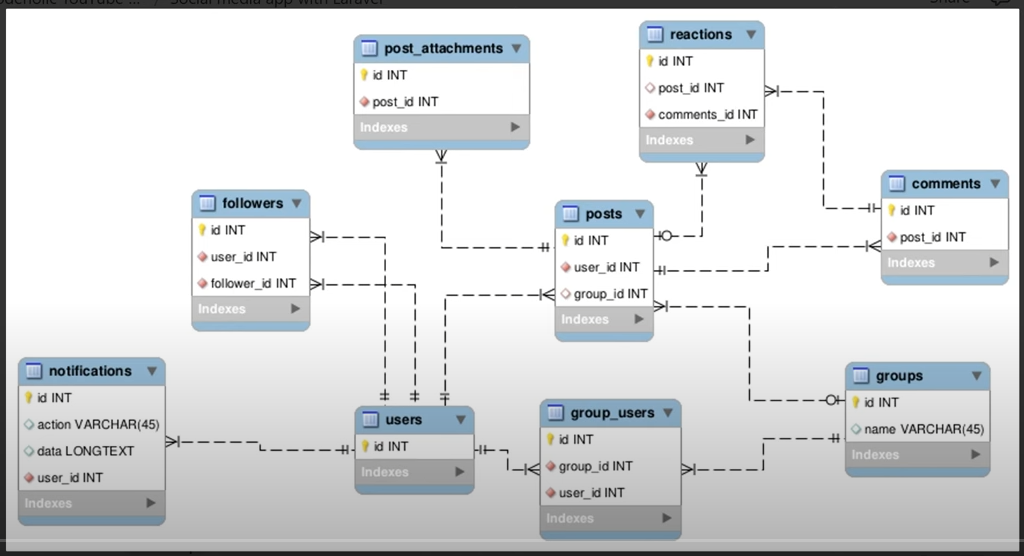 Social media app with Laravel
post_attachments
id INT
post_id INT
Indexes
reactions
id INT
post_id INT
comments_id INT
Indexes
comments
id INT
post_id INT
Indexes
followers
id INT
user_id INT
follower_id INT
Indexes
posts
id INT
user_id INT
group_id INT
Indexes
notifications
id INT
action VARCHAR(45)
data LONGTEXT
user_id INT
Indexes
users
id INT
Indexes
group_users
id INT
group_id INT
user_id INT
Indexes
groups
id INT
name VARCHAR(45)
Indexes